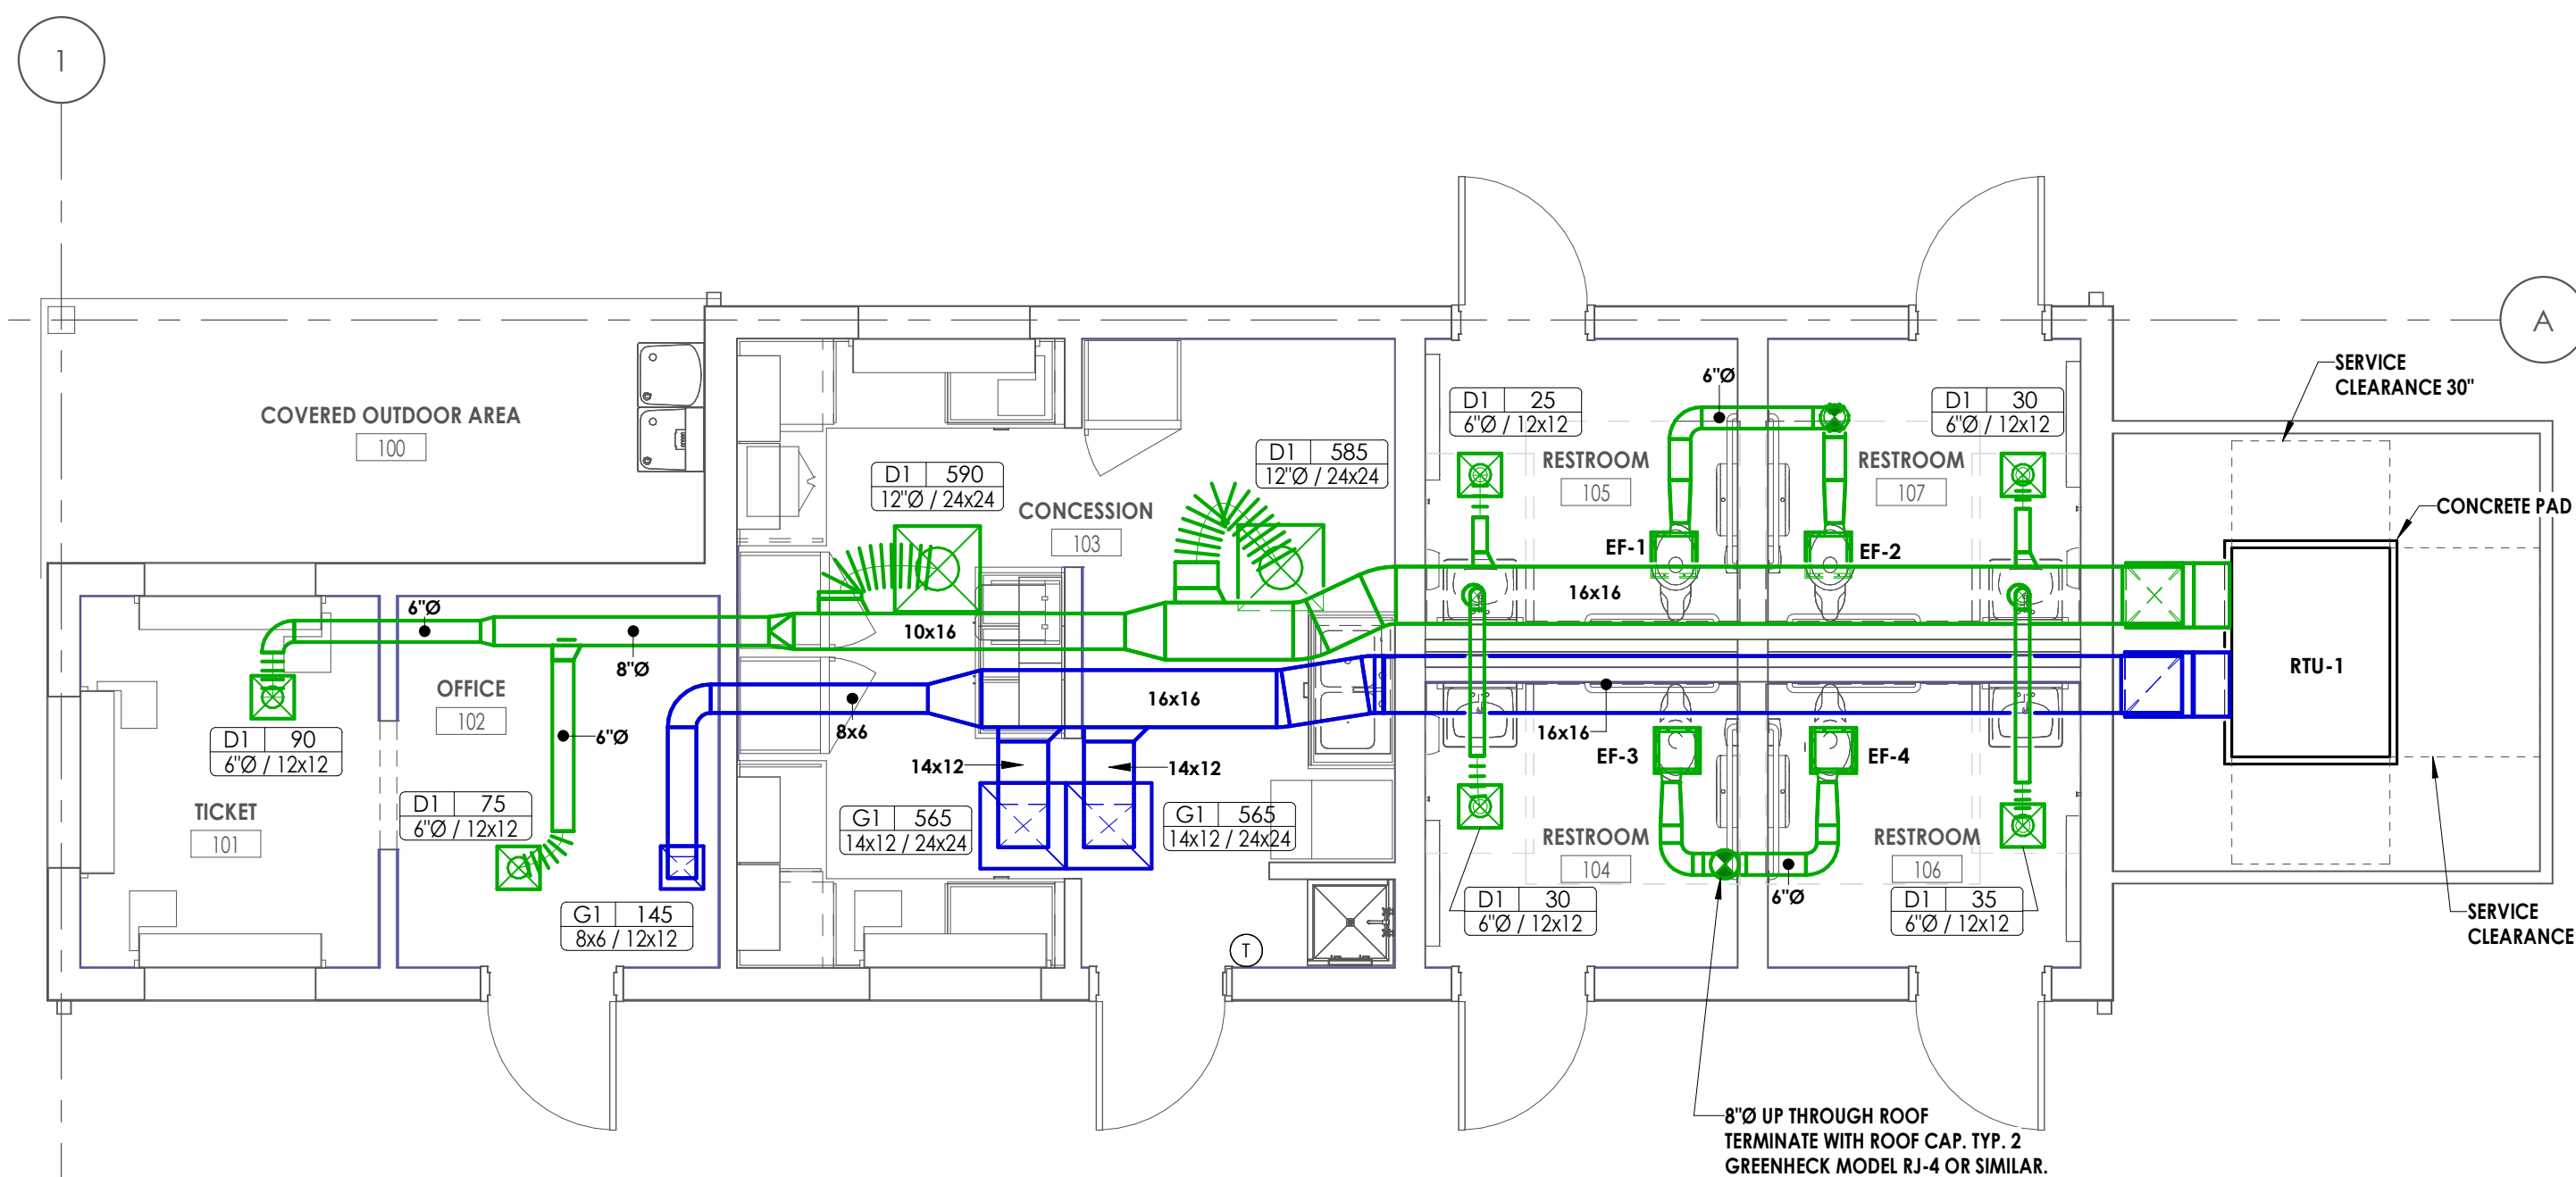 1
A
COVERED OUTDOOR AREA
100
D1 590
12"Ø / 24x24
CONCESSION
103
D1 585
12"Ø / 24x24
D1 25
6"Ø / 12x12
6"Ø
D1 30
6"Ø / 12x12
RESTROOM
105
RESTROOM
107
SERVICE
CLEARANCE 30"
CONCRETE PAD
EF-1
EF-2
16x16
6"Ø
8"Ø
10x16
OFFICE
102
6"Ø
8x6
16x16
16x16
RTU-1
D1 90
6"Ø / 12x12
TICKET
101
D1 75
6"Ø / 12x12
14x12
14x12
G1 565
14x12 / 24x24
G1 565
14x12 / 24x24
EF-3
EF-4
RESTROOM
104
RESTROOM
106
6"Ø
G1 145
8x6 / 12x12
T
D1 30
6"Ø / 12x12
D1 35
6"Ø / 12x12
SERVICE
CLEARANCE
8"Ø UP THROUGH ROOF
TERMINATE WITH ROOF CAP. TYP. 2
GREENHECK MODEL RJ-4 OR SIMILAR.